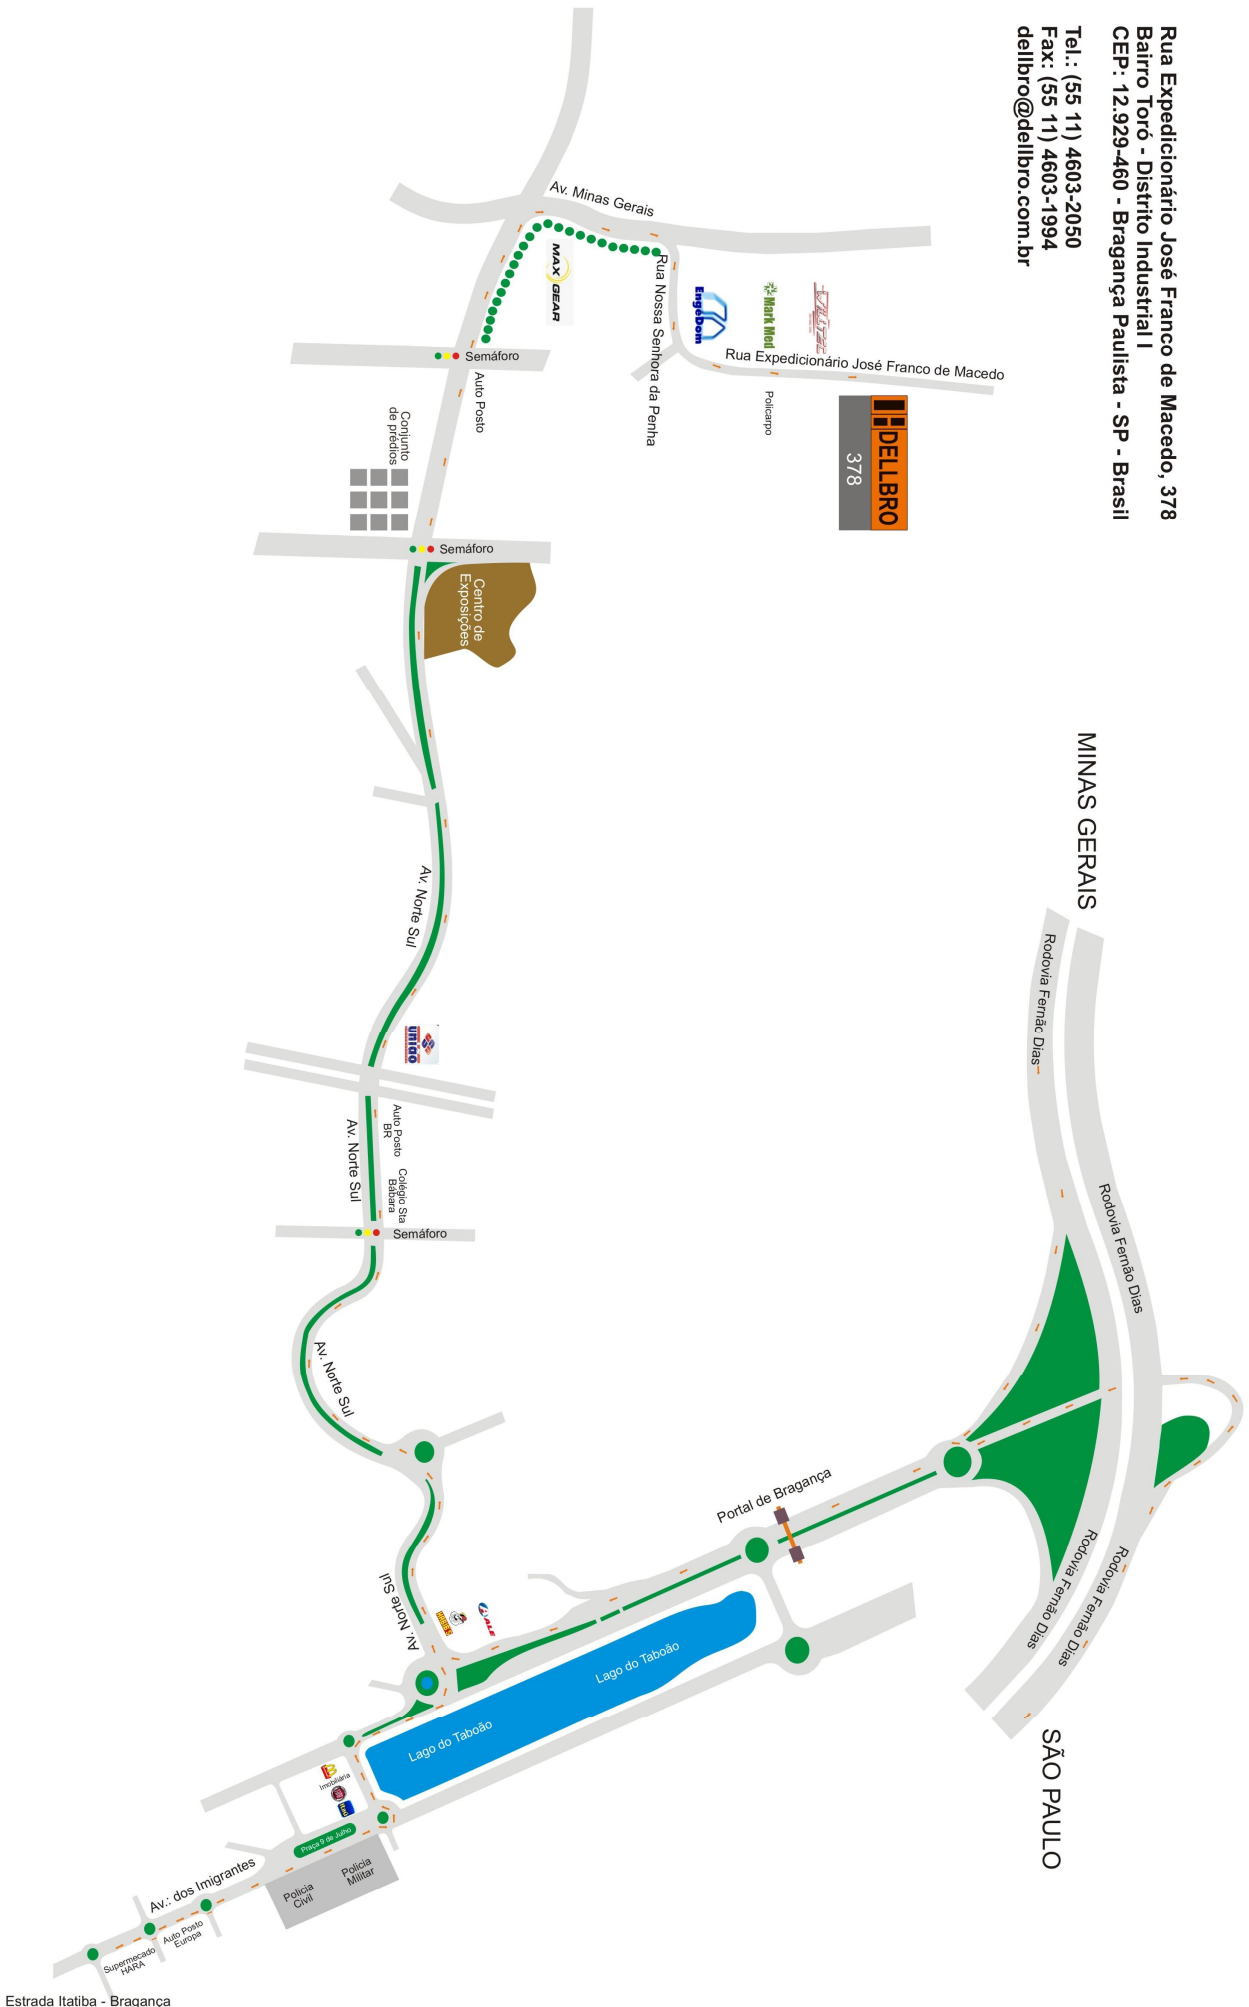 Rua Expedicionário José Franco de Macedo, 378
Bairro Toró - Distrito Industrial I
CEP: 12.929-460 - Bragança Paulista - SP - Brasil
Tel.: (55 11) 4603-2050
Fax: (55 11) 4603-1994
dellbro@dellbro.com.br
Av. Minas Gerais
MAX GEAR
Rua Nossa Senhora da Penha
EngeDom
Mark Med
Rua Expedicionário José Franco de Macedo
Policarpo
DELLBRO
378
Semáforo
Auto Posto
Conjunto
de prédios
Semáforo
Centro de
Exposições
MINAS GERAIS
Av. Norte Sul
Rodovia Fernão Dias
união
Auto Posto
BR
Av. Norte Sul
Colégio Sta
Bábara
Semáforo
Rodovia Fernão Dias
Av. Norte Sul
Portal de Bragança
Rodovia Fernão Dias
Rodovia Fernão Dias
Av. Norte Sul
HABIB'S
ALE
Lago do Taboão
Lago do Taboão
SÃO PAULO
Imobiliária
Itaú
Praça 9 de Julho
Policia
Militar
Policia
Civil
Av.: dos Imigrantes
Auto Posto
Europa
Supermecado
HARA
Estrada Itatiba - Bragança